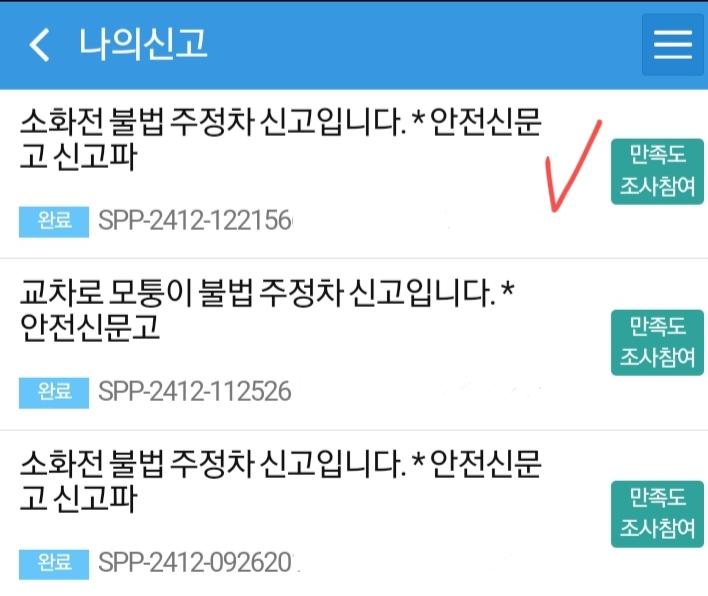 나의신고
소화전 불법 주정차 신고입니다. * 안전신문
고 신고파
만족도
조사참여
완료 SPP-2412-122156
교차로 모퉁이 불법 주정차 신고입니다. *
안전신문고
만족도
조사참여
완료 SPP-2412-112526
소화전 불법 주정차 신고입니다. * 안전신문
고 신고파
만족도
조사참여
완료 SPP-2412-092620